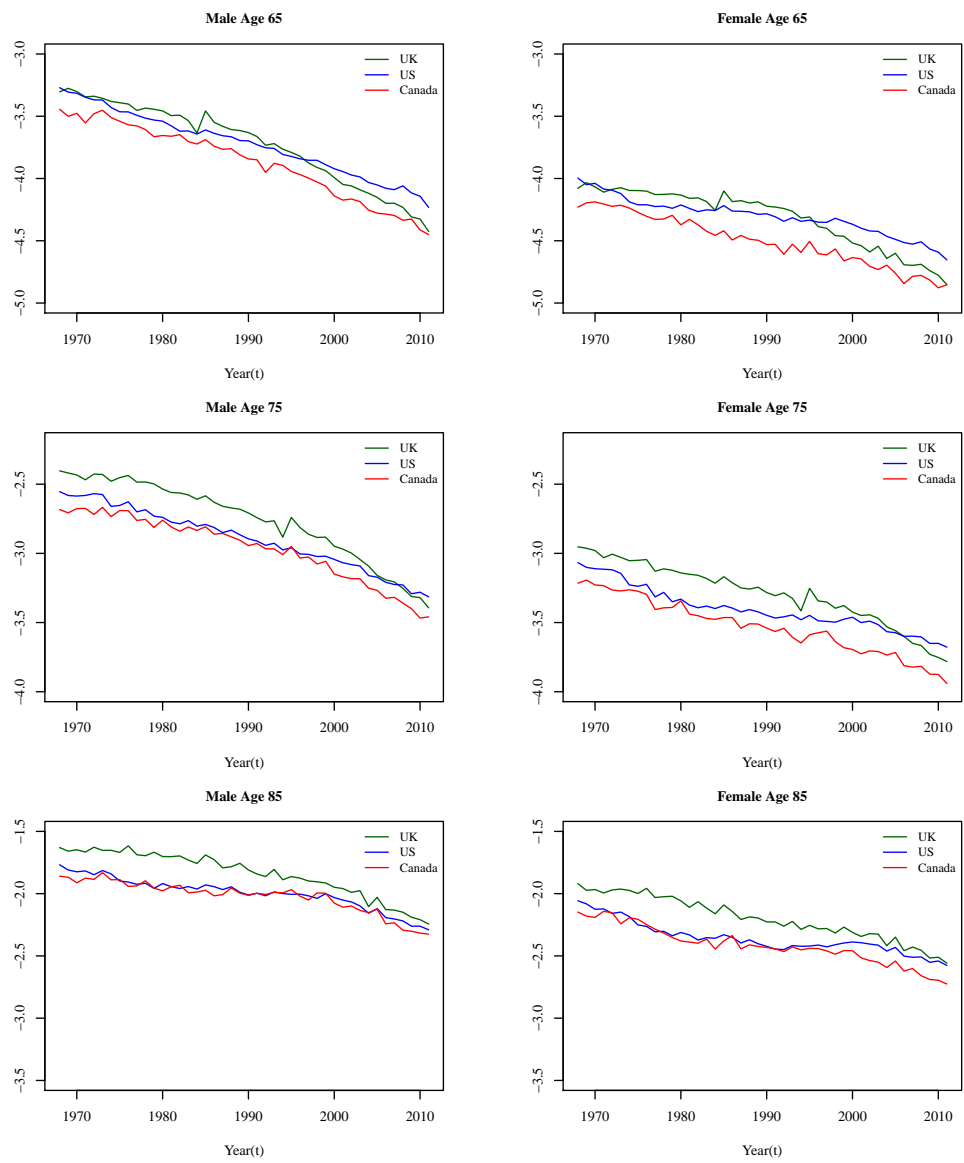 Male Age 65
UK
US
Canada
−3.0
−3.5
−4.0
−4.5
−5.0
1970 1980 1990 2000 2010
Year(t)
Female Age 65
UK
US
Canada
−3.0
−3.5
−4.0
−4.5
−5.0
1970 1980 1990 2000 2010
Year(t)
Male Age 75
UK
US
Canada
−2.5
−3.0
−3.5
−4.0
1970 1980 1990 2000 2010
Year(t)
Female Age 75
UK
US
Canada
−2.5
−3.0
−3.5
−4.0
1970 1980 1990 2000 2010
Year(t)
Male Age 85
UK
US
Canada
−1.5
−2.0
−2.5
−3.0
−3.5
1970 1980 1990 2000 2010
Year(t)
Female Age 85
UK
US
Canada
−1.5
−2.0
−2.5
−3.0
−3.5
1970 1980 1990 2000 2010
Year(t)